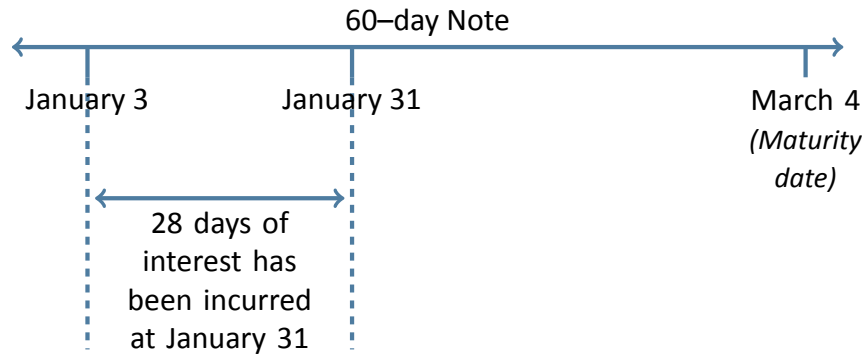 60–day Note
January 3
January 31
March 4
(Maturity
date)
28 days of
interest has
been incurred
at January 31